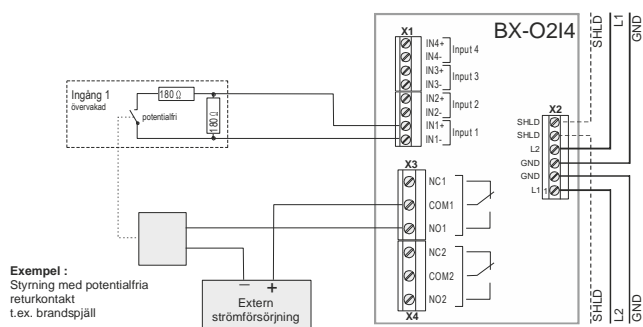 BX-O2I4
X1
IN4+
IN4-
Input 4
IN3+
IN3-
Input 3
IN2+
IN2-
Input 2
IN1+
IN1-
Input 1
Ingång 1
övervakad
180 Ω
180 Ω
potentialfri
X2
SHLD
SHLD
L2
GND
GND
L1 1
SHLD
L1
GND
X3
NC1
COM1
NO1
NC2
COM2
NO2
X4
– +
Extern
strömförsörjning
Exempel :
Styrning med potentialfria
returkontakt
t.ex. brandspjäll
SHLD
L2
GND